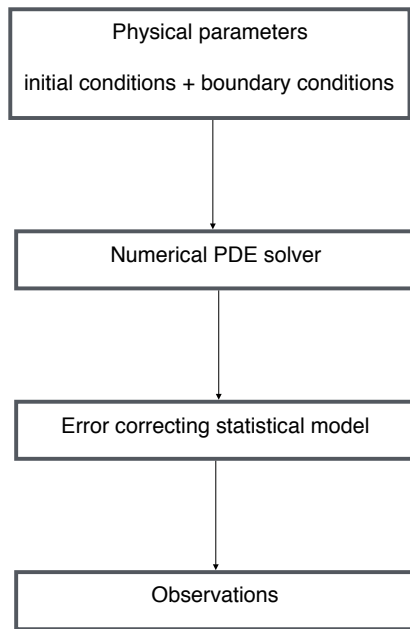 Physical parameters
initial conditions + boundary conditions
Numerical PDE solver
Error correcting statistical model
Observations